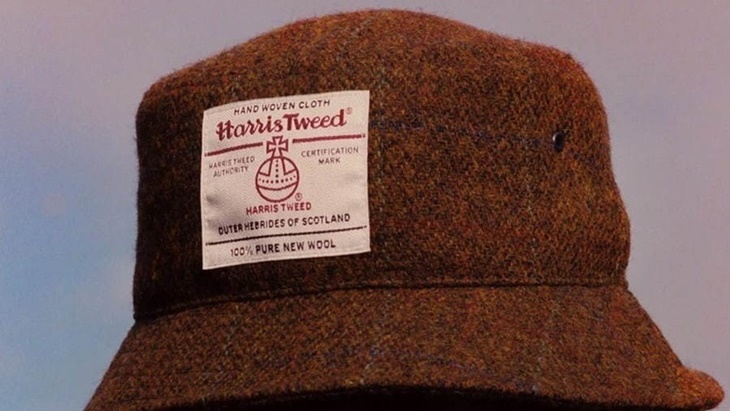 HAND WOVEN CLOTH
Harris Tweed®
HARRIS TWEED AUTHORITY
CERTIFICATION MARK
®
HARRIS TWEED
OUTER HEBRIDES OF SCOTLAND
100% PURE NEW WOOL